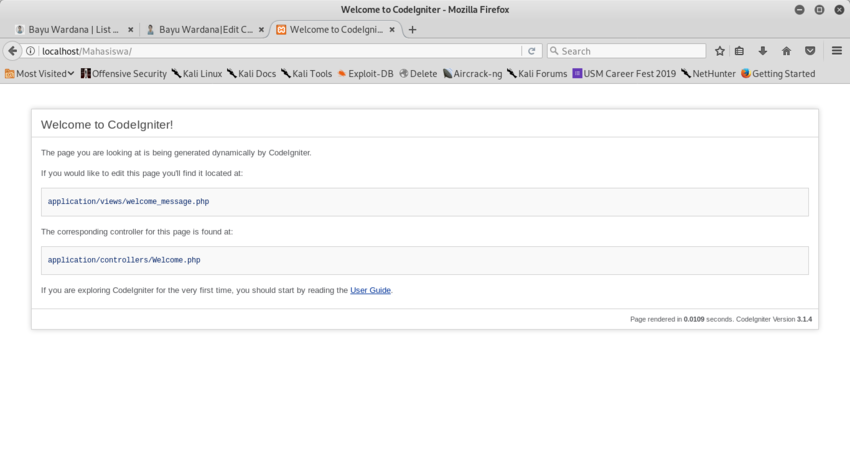 Welcome to CodeIgniter - Mozilla Firefox
Bayu Wardana | List ...
Bayu Wardana|Edit C...
Welcome to CodeIgni...
localhost/Mahasiswa/
Search
Most Visited
Offensive Security
Kali Linux
Kali Docs
Kali Tools
Exploit-DB
Delete
Aircrack-ng
Kali Forums
USM Career Fest 2019
NetHunter
Getting Started
Welcome to CodeIgniter!
The page you are looking at is being generated dynamically by CodeIgniter.
If you would like to edit this page you'll find it located at:
application/views/welcome_message.php
The corresponding controller for this page is found at:
application/controllers/Welcome.php
If you are exploring CodeIgniter for the very first time, you should start by reading the User Guide.
Page rendered in 0.0109 seconds. CodeIgniter Version 3.1.4